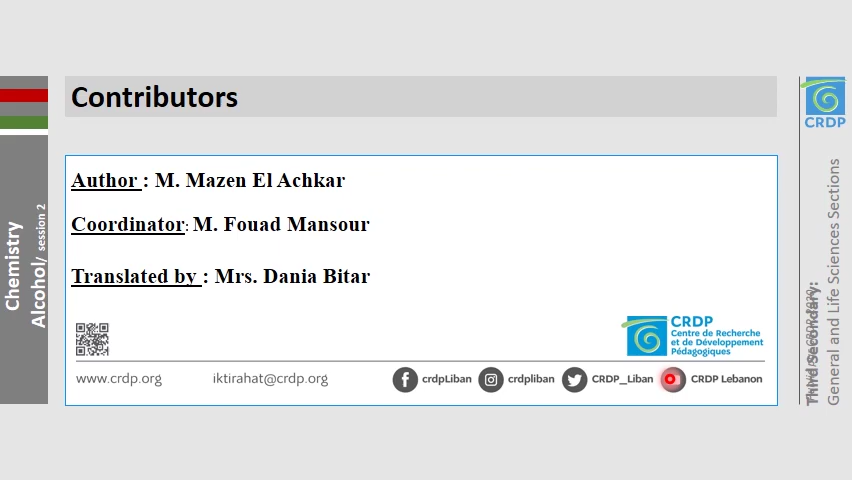 Contributors
Author : M. Mazen El Achkar
Coordinator: M. Fouad Mansour
Translated by : Mrs. Dania Bitar
CRDP
Centre de Recherche
et de Développement
Pédagogiques
www.crdp.org
iktirahat@crdp.org
crdpLiban
crdpliban
CRDP_Liban
CRDP Lebanon
Chemistry
Alcohol/ session 2
CRDP
Third Secondary:
General and Life Sciences Sections